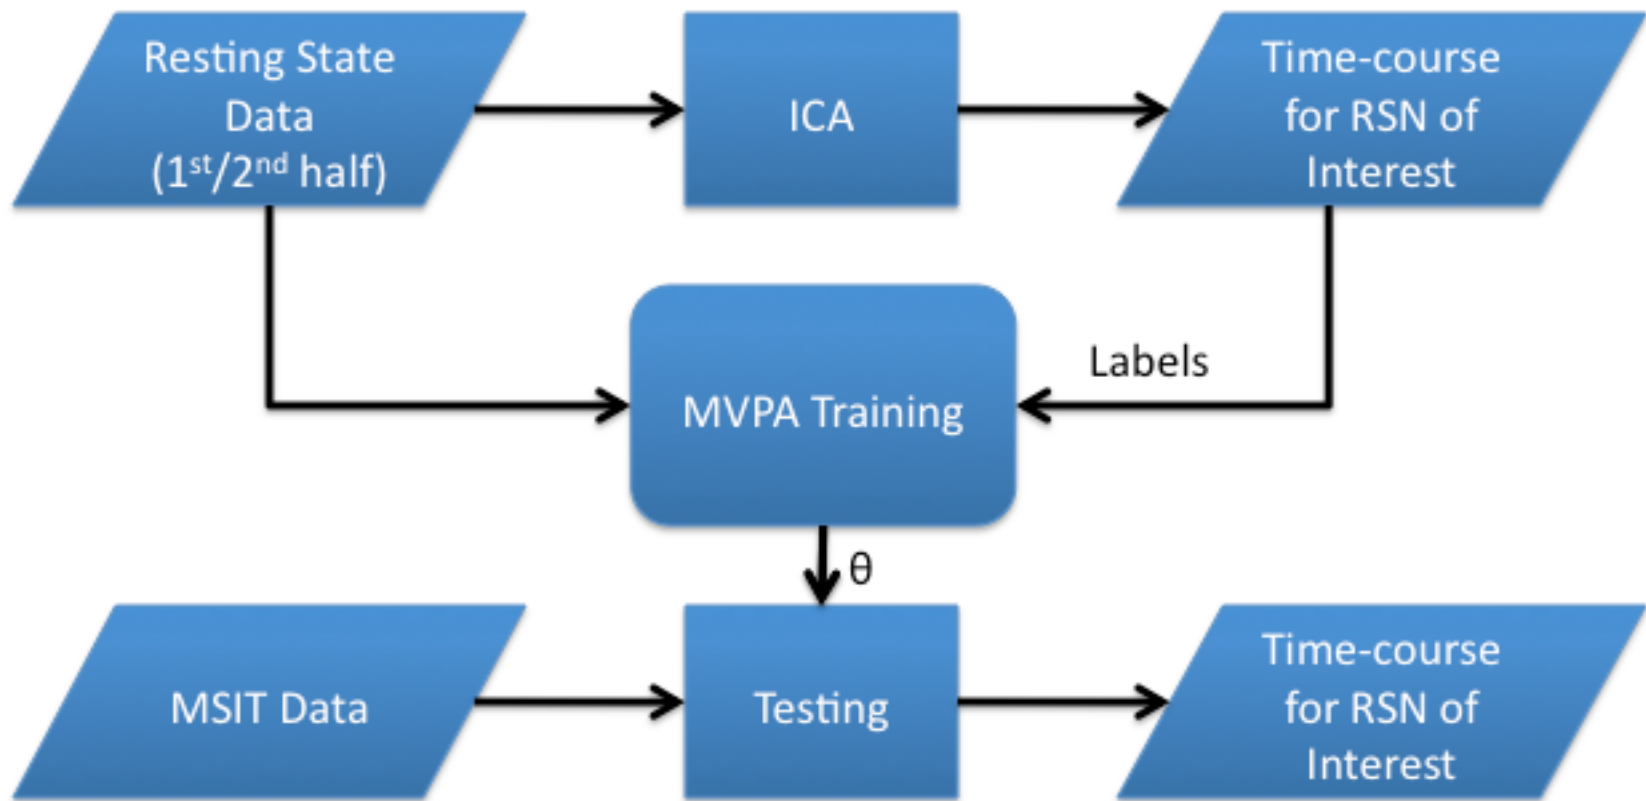 Resting State
Data
(1st/2nd half)
ICA
Time-course
for RSN of
Interest
MVPA Training
Labels
θ
MSIT Data
Testing
Time-course
for RSN of
Interest